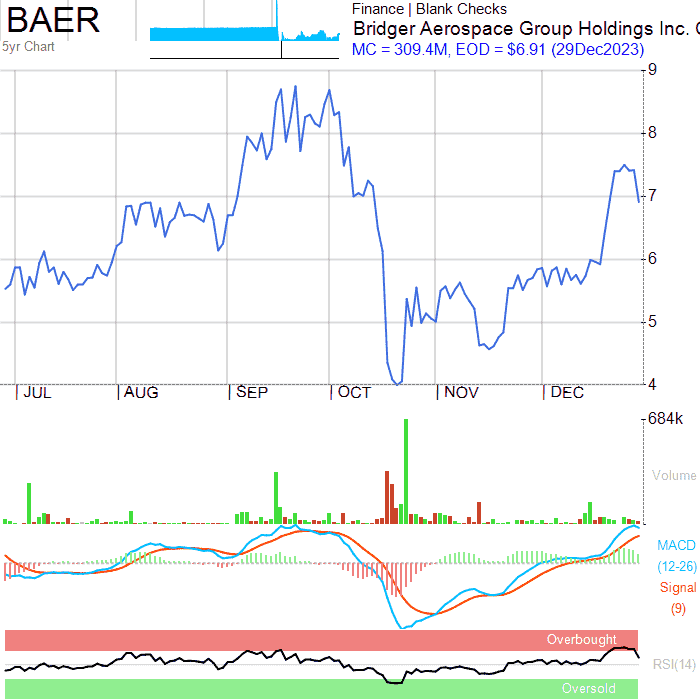 BAER
5yr Chart
Finance | Blank Checks
Bridger Aerospace Group Holdings Inc.
MC = 309.4M, EOD = $6.91 (29Dec2023)
9
8
7
6
5
4
JUL AUG SEP OCT NOV DEC
684k
Volume
MACD
(12-26)
Signal
(9)
Overbought
RSI(14)
Oversold